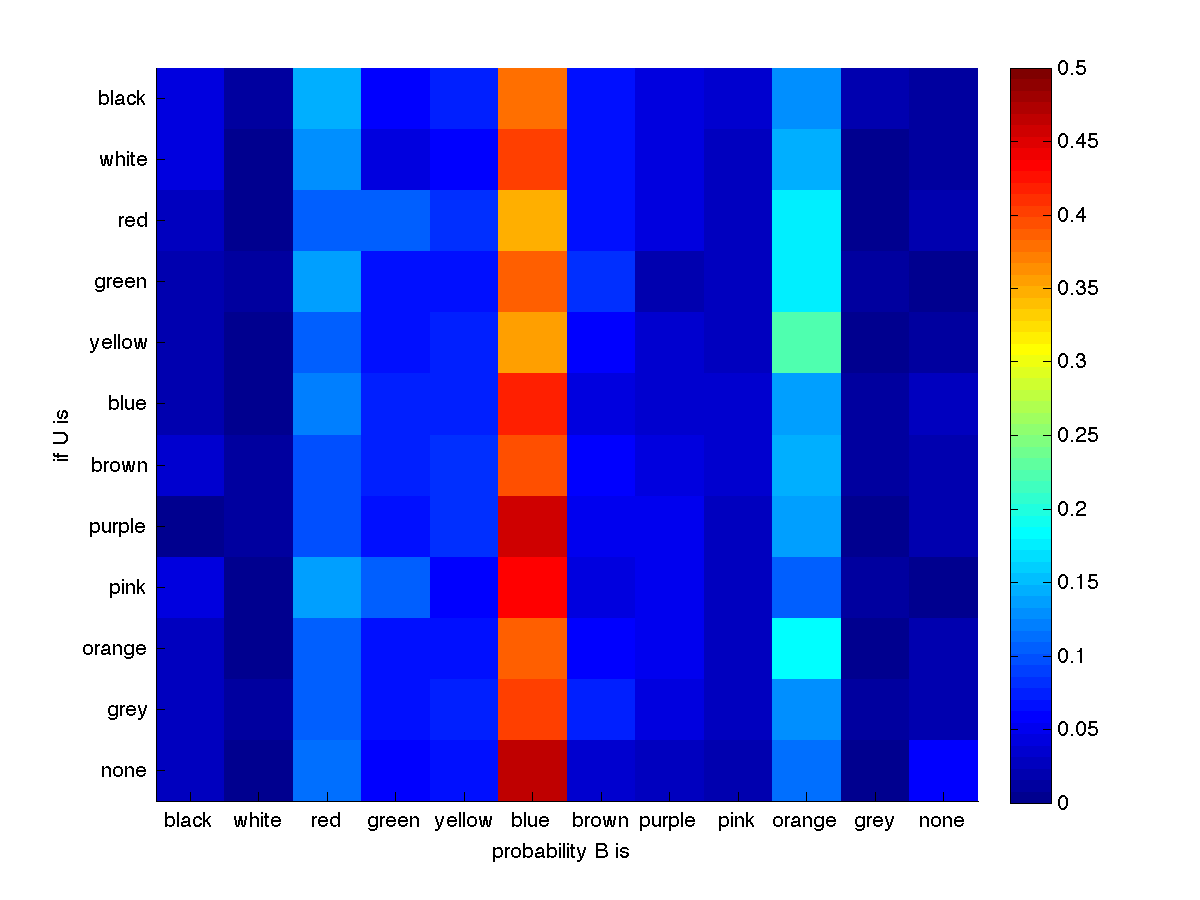 black
white
red
green
yellow
blue
brown
purple
pink
orange
grey
none
if U is
black white red green yellow blue brown purple pink orange grey none
probability B is
0.5
0.45
0.4
0.35
0.3
0.25
0.2
0.15
0.1
0.05
0